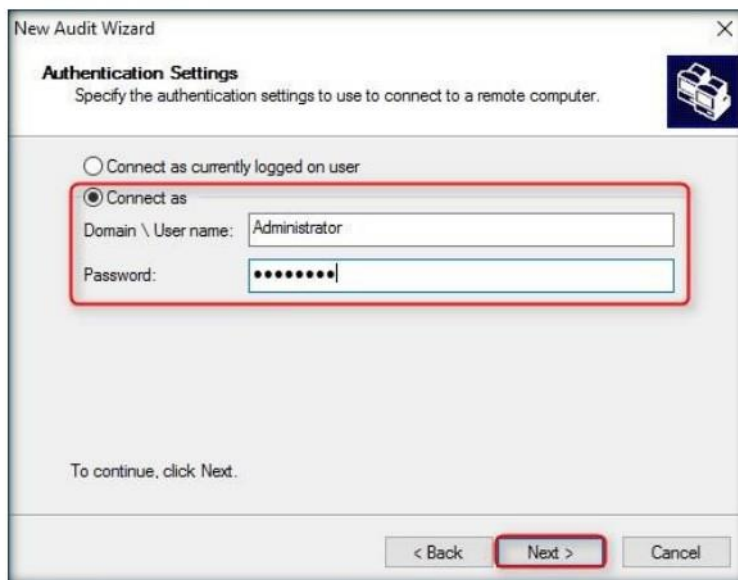 New Audit Wizard
Authentication Settings
Specify the authentication settings to use to connect to a remote computer.
Connect as currently logged on user
Connect as
Domain \ User name: Administrator
Password: ●●●●●●●●
To continue, click Next.
< Back Next > Cancel